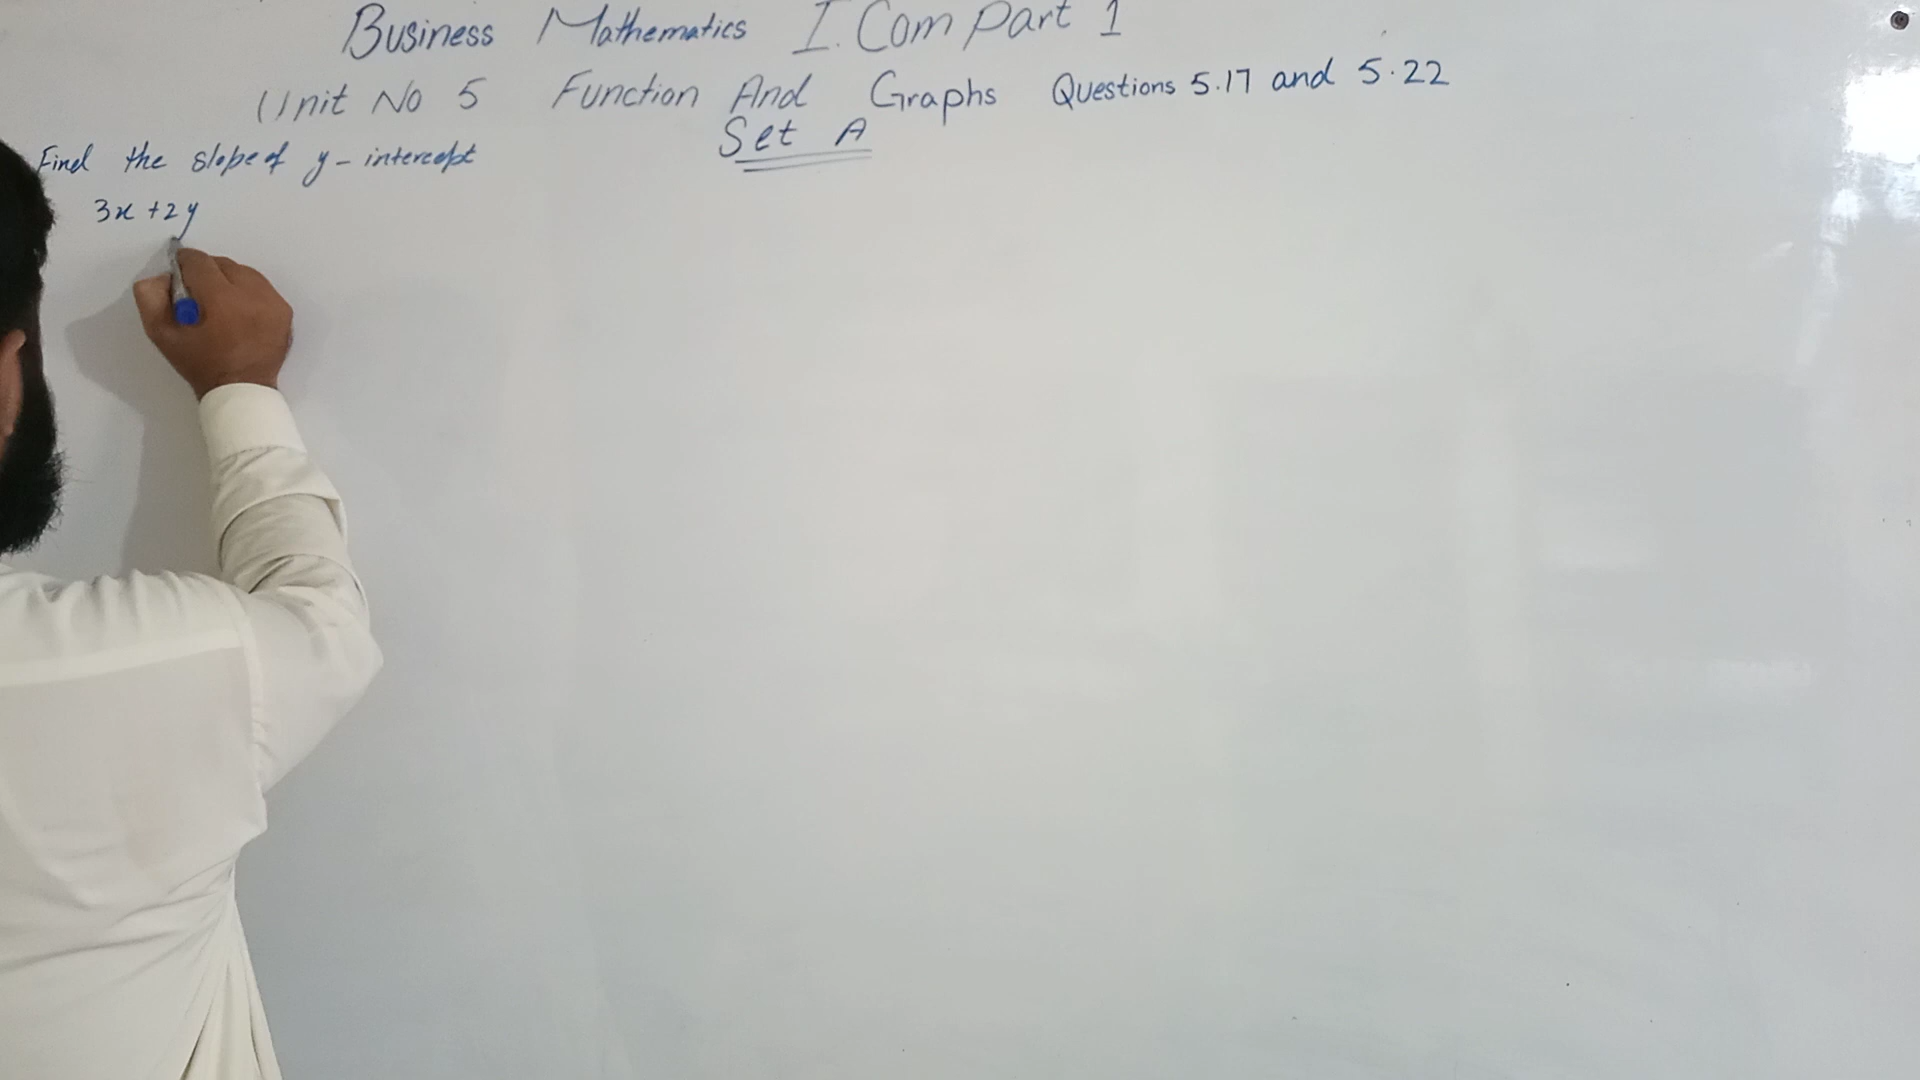 Business Mathematics I.Com Part 1
Unit No 5 Function And Graphs Questions 5.17 and 5.22
Set A
Find the slope of y-intercept
3x + 2y